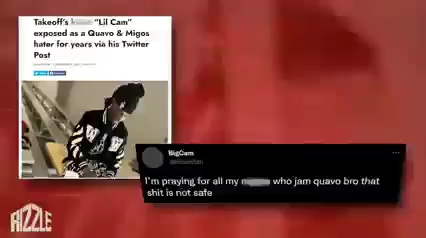 Takeoff's "Lil Cam"
exposed as a Quavo & Migos
hater for years via his Twitter
Post
BigCam
I'm praying for all my who jam quavo bro that
shit is not safe
RIZZLE